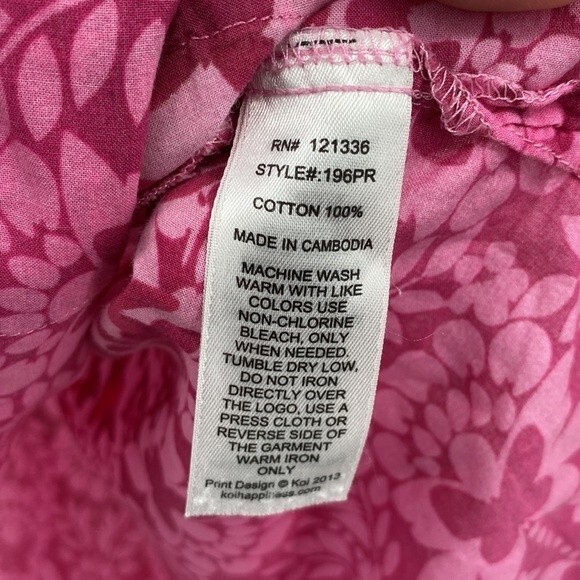 RN# 121336
STYLE#:196PR
COTTON 100%
MADE IN CAMBODIA
MACHINE WASH
WARM WITH LIKE
COLORS USE
NON-CHLORINE
BLEACH, ONLY
WHEN NEEDED.
TUMBLE DRY LOW,
DO NOT IRON
DIRECTLY OVER
THE LOGO, USE A
PRESS CLOTH OR
REVERSE SIDE OF
THE GARMENT
WARM IRON
ONLY
Print Design © Koi 2013
koihappiness.com